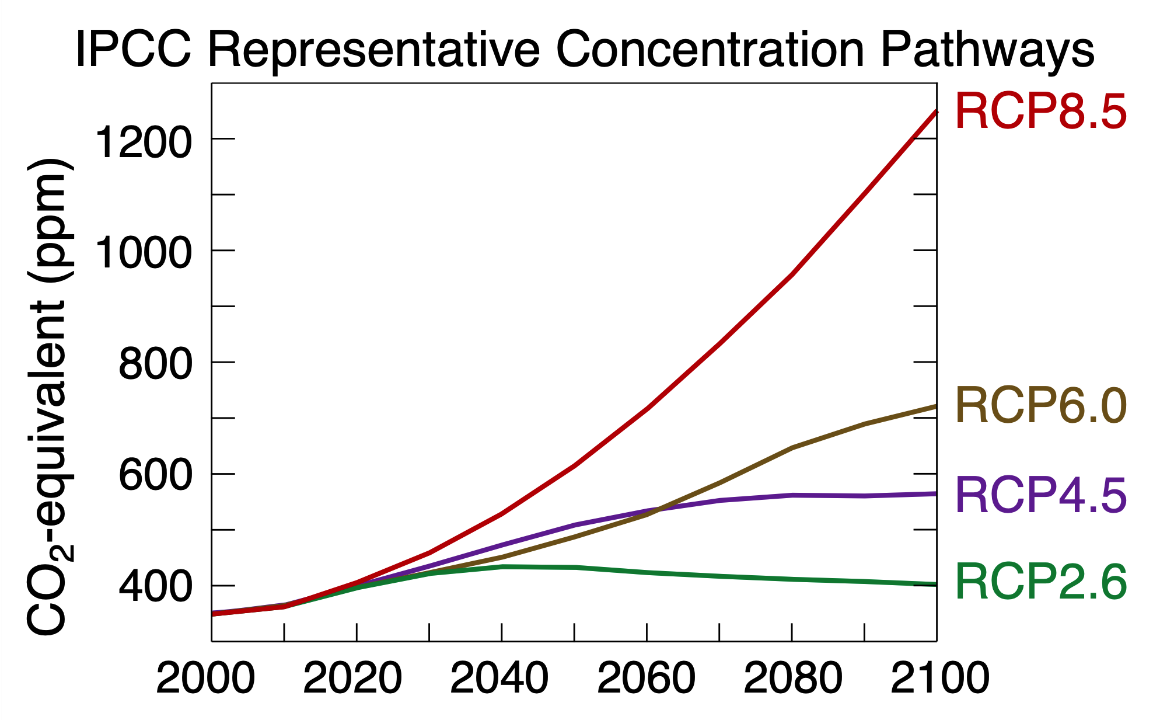 IPCC Representative Concentration Pathways
CO₂-equivalent (ppm)
1200
1000
800
600
400
2000 2020 2040 2060 2080 2100
RCP8.5
RCP6.0
RCP4.5
RCP2.6